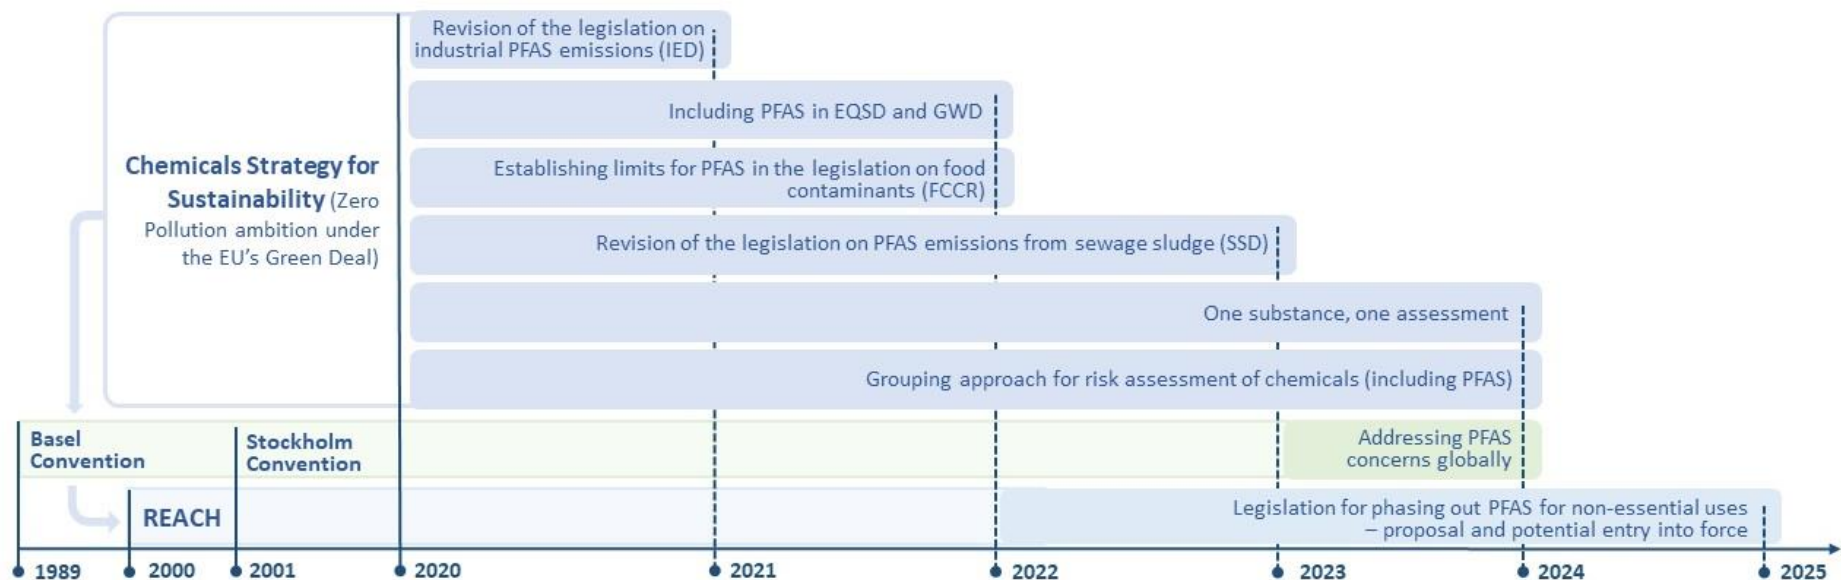 Revision of the legislation on
industrial PFAS emissions (IED)
Including PFAS in EQSD and GWD
Establishing limits for PFAS in the legislation on food
contaminants (FCCR)
Chemicals Strategy for
Sustainability (Zero
Pollution ambition under
the EU’s Green Deal)
Revision of the legislation on PFAS emissions from sewage sludge (SSD)
One substance, one assessment
Grouping approach for risk assessment of chemicals (including PFAS)
Basel
Convention
Stockholm
Convention
Addressing PFAS
concerns globally
REACH
Legislation for phasing out PFAS for non-essential uses
– proposal and potential entry into force
1989
2000
2001
2020
2021
2022
2023
2024
2025